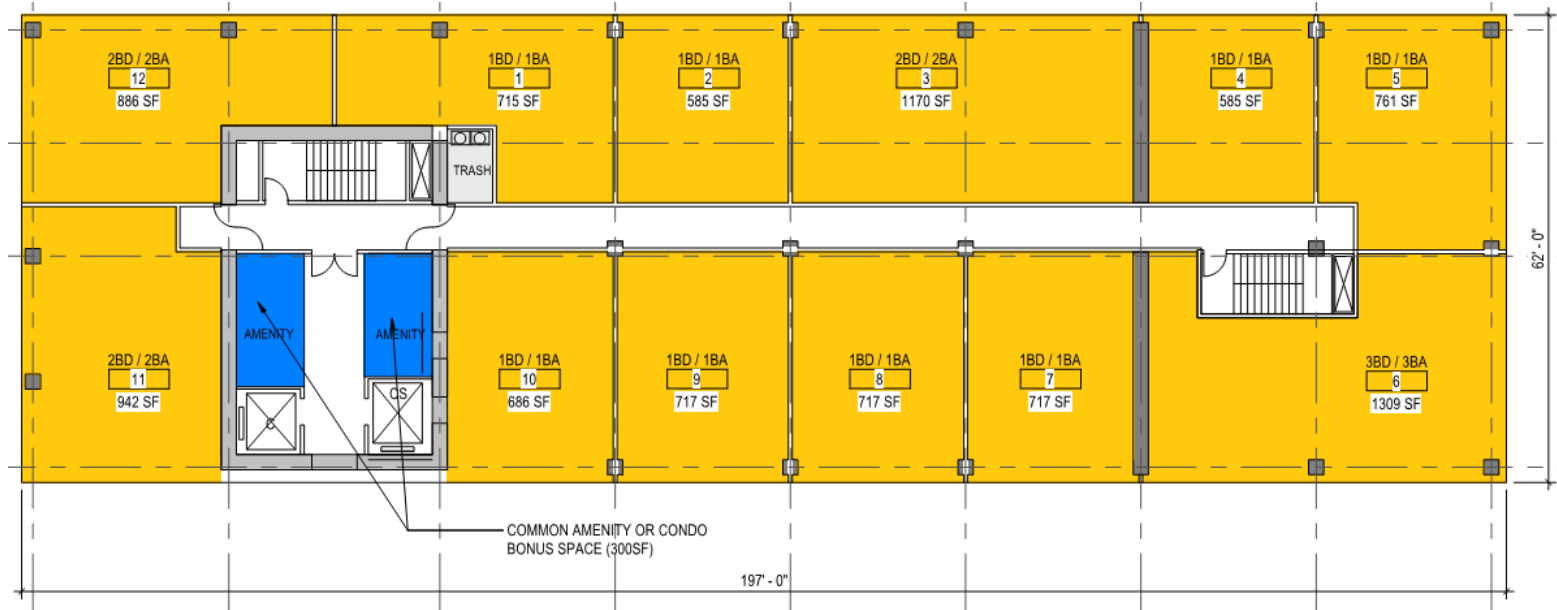 2BD / 2BA
12
886 SF
1BD / 1BA
1
715 SF
1BD / 1BA
2
585 SF
2BD / 2BA
3
1170 SF
1BD / 1BA
4
585 SF
1BD / 1BA
5
761 SF
TRASH
62' - 0"
AMENITY
AMENITY
2BD / 2BA
11
942 SF
C
CS
1BD / 1BA
10
686 SF
1BD / 1BA
9
717 SF
1BD / 1BA
8
717 SF
1BD / 1BA
7
717 SF
3BD / 3BA
6
1309 SF
COMMON AMENITY OR CONDO
BONUS SPACE (300SF)
197' - 0"